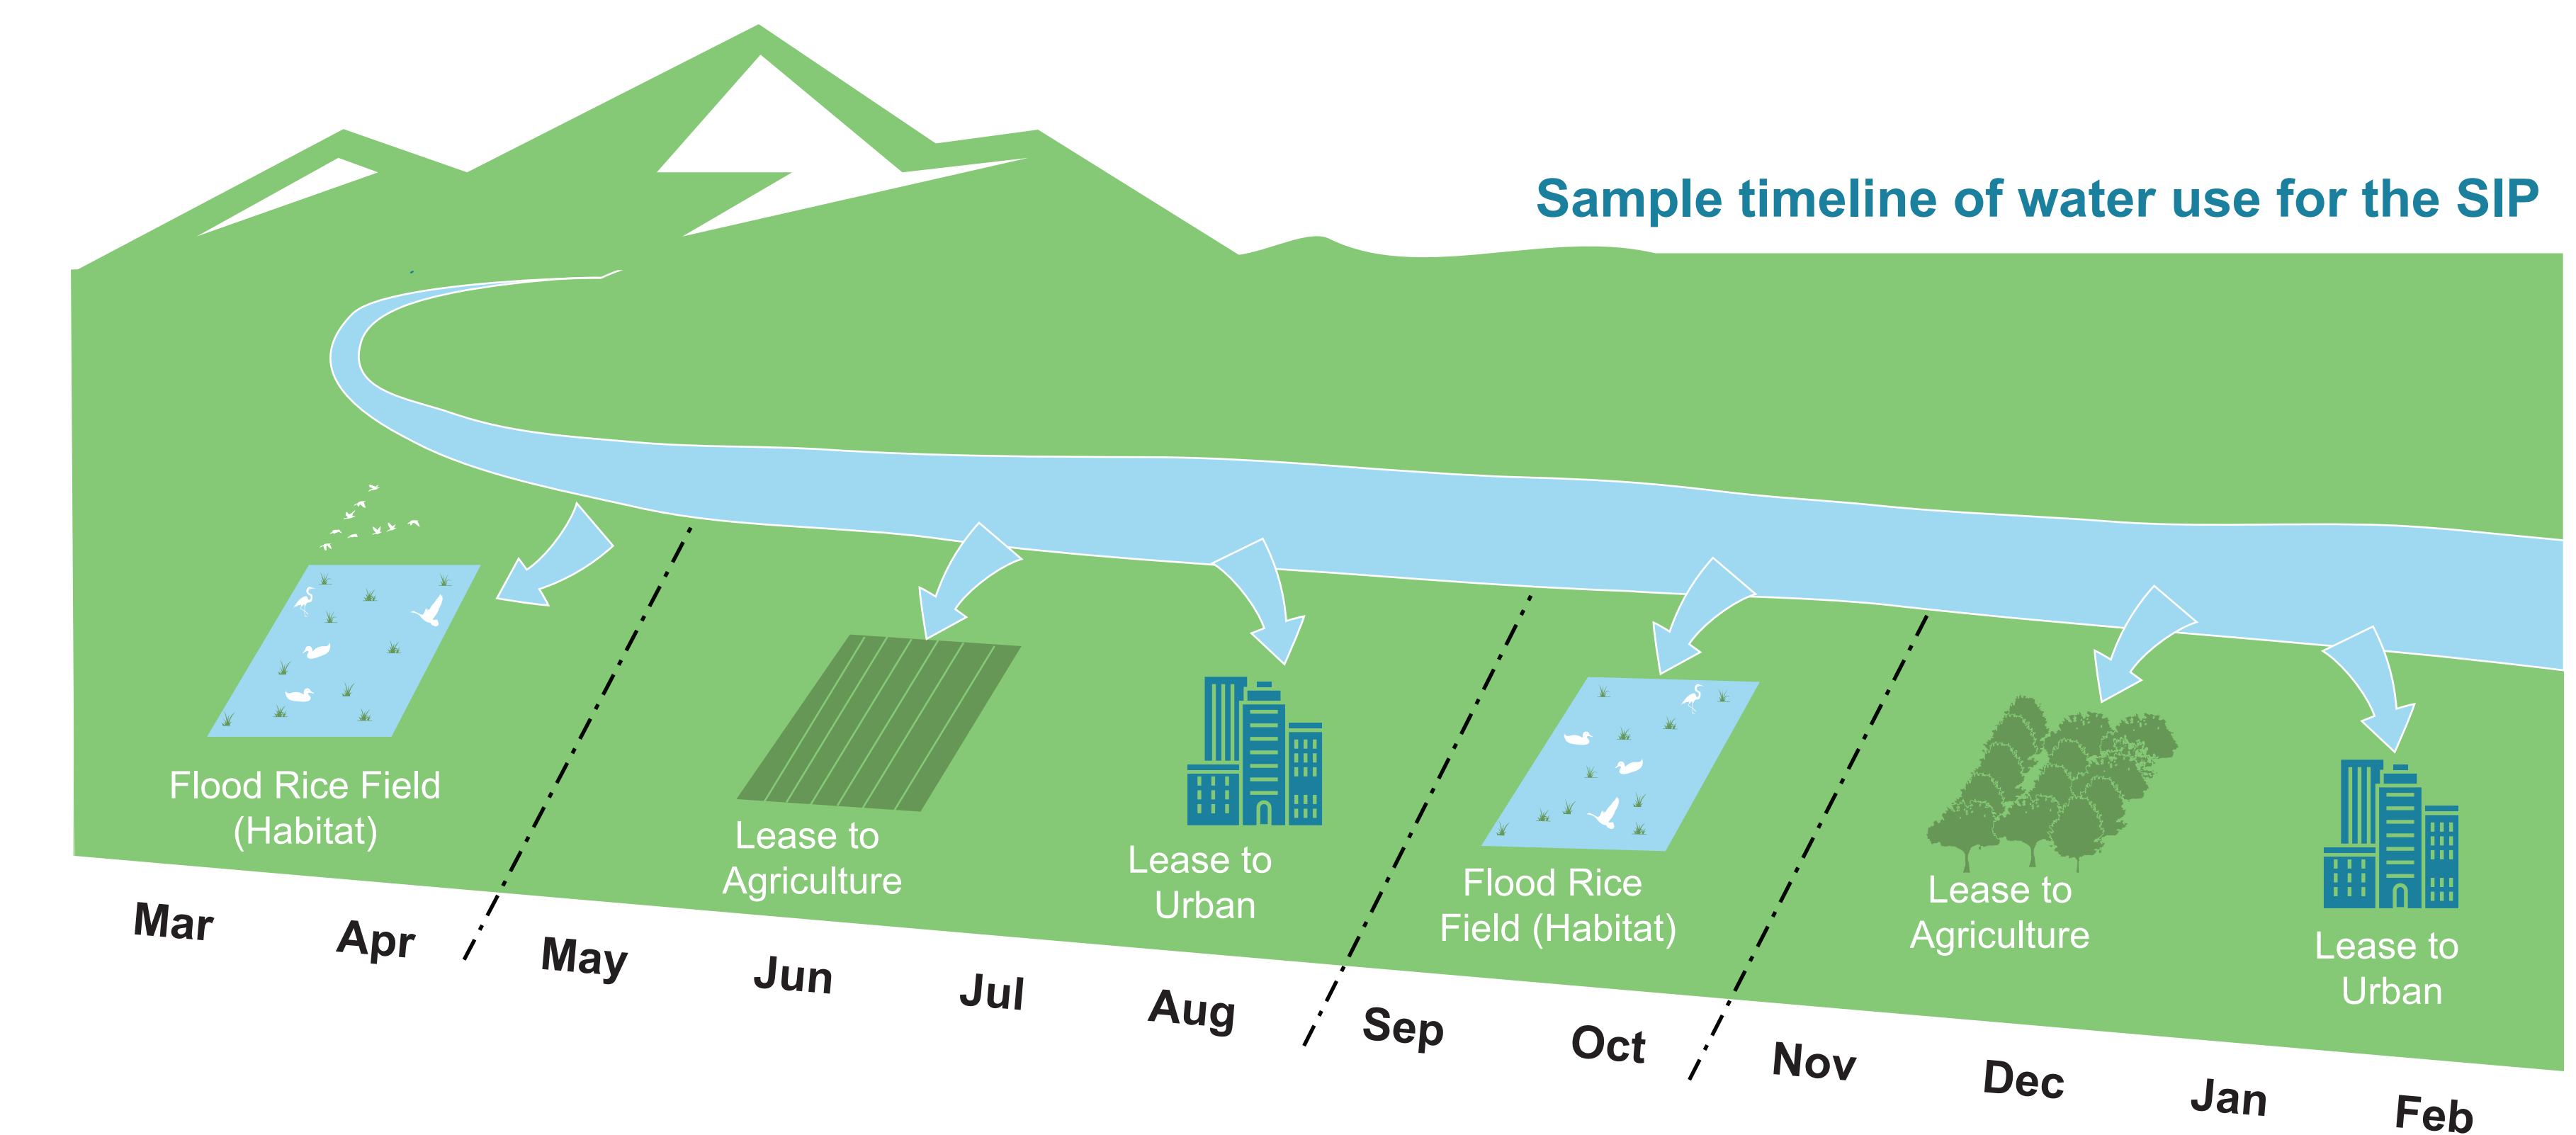 Sample timeline of water use for the SIP
Flood Rice Field
(Habitat)
Lease to
Agriculture
Lease to
Urban
Flood Rice
Field (Habitat)
Lease to
Agriculture
Lease to
Urban
Mar
Apr
May
Jun
Jul
Aug
Sep
Oct
Nov
Dec
Jan
Feb